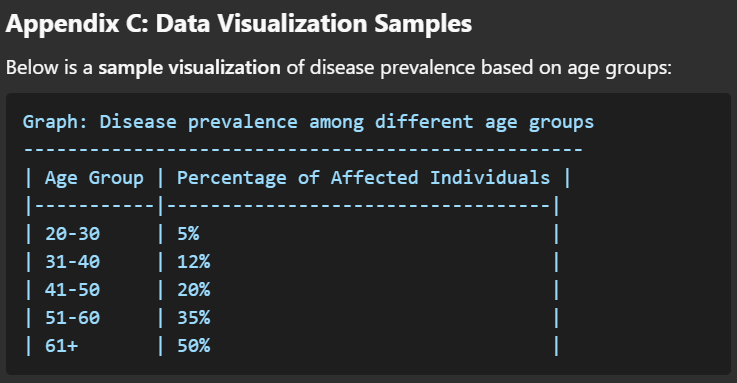 Appendix C: Data Visualization Samples
Below is a sample visualization of disease prevalence based on age groups:
Graph: Disease prevalence among different age groups
---------------------------------------------------
| Age Group | Percentage of Affected Individuals |
|-----------|-----------------------------------|
| 20-30     | 5%                                |
| 31-40     | 12%                               |
| 41-50     | 20%                               |
| 51-60     | 35%                               |
| 61+       | 50%                               |